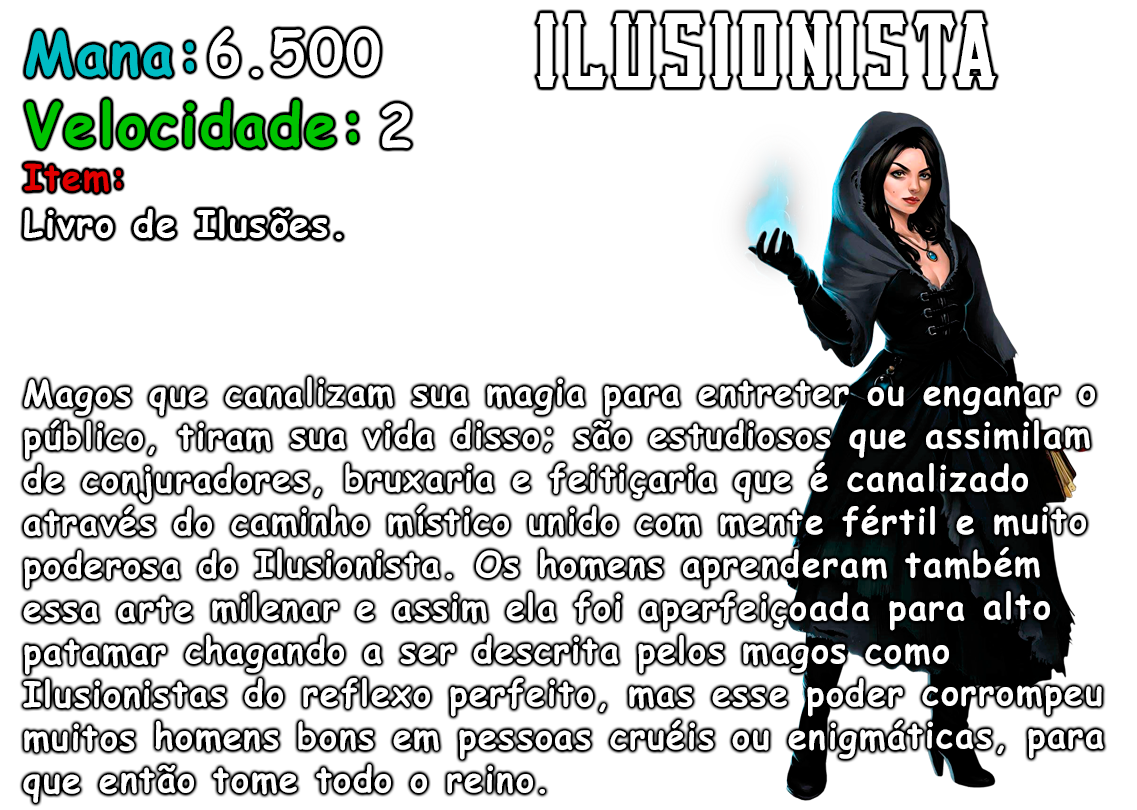 ILUSIONISTA
Mana: 6.500
Velocidade: 2
Item:
Livro de Ilusões.
Magos que canalizam sua magia para entreter ou enganar o
público, tiram sua vida disso; são estudiosos que assimilam
de conjuradores, bruxaria e feitiçaria que é canalizado
através do caminho místico unido com mente fértil e muito
poderosa do Ilusionista. Os homens aprenderam também
essa arte milenar e assim ela foi aperfeiçoada para alto
patamar chagando a ser descrita pelos magos como
Ilusionistas do reflexo perfeito, mas esse poder corrompeu
muitos homens bons em pessoas cruéis ou enigmáticas, para
que então tome todo o reino.